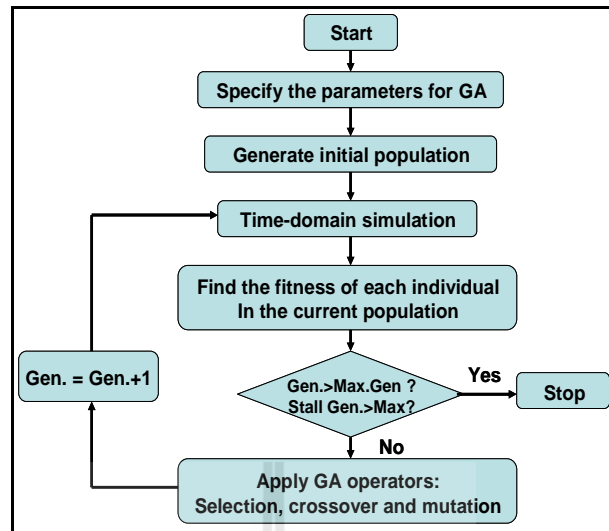 Start
Specify the parameters for GA
Generate initial population
Time-domain simulation
Find the fitness of each individual
In the current population
Gen. = Gen.+1
Gen.>Max.Gen ?
Stall Gen.>Max?
Yes
Stop
No
Apply GA operators:
Selection, crossover and mutation